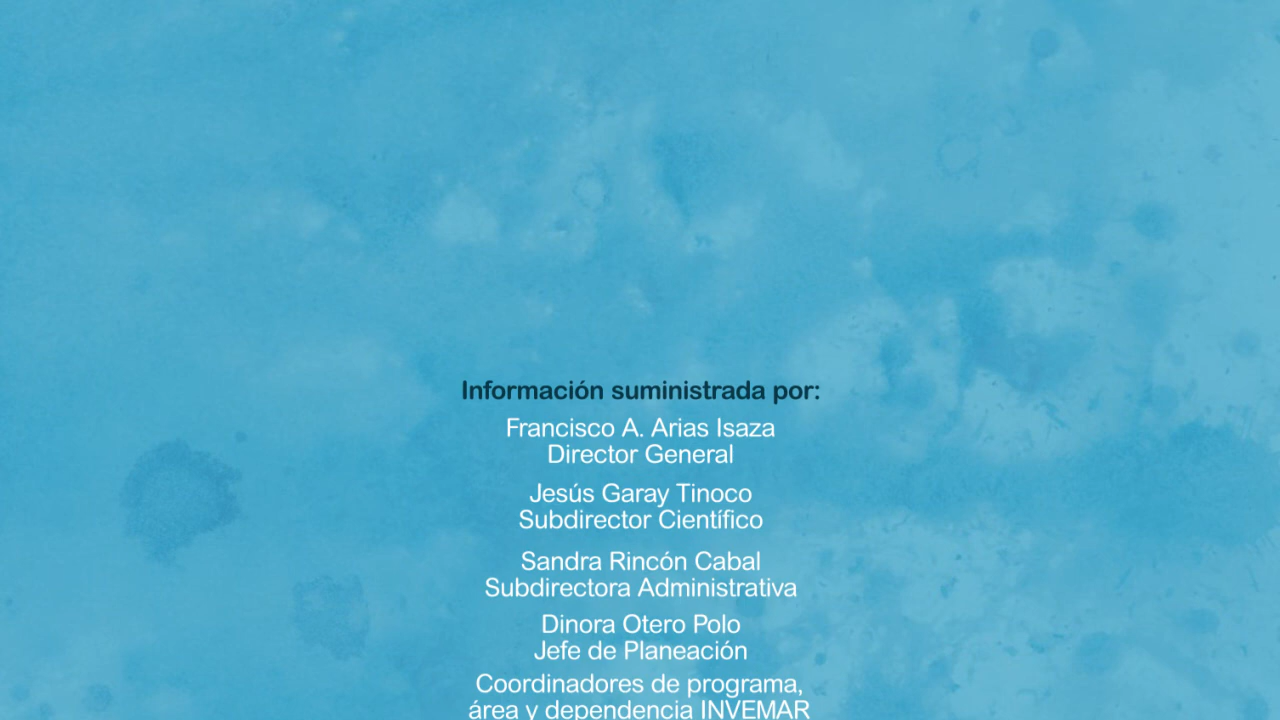 Información suministrada por:
Francisco A. Arias Isaza
Director General
Jesús Garay Tinoco
Subdirector Científico
Sandra Rincón Cabal
Subdirectora Administrativa
Dinora Otero Polo
Jefe de Planeación
Coordinadores de programa,
área y dependencia INVEMAR